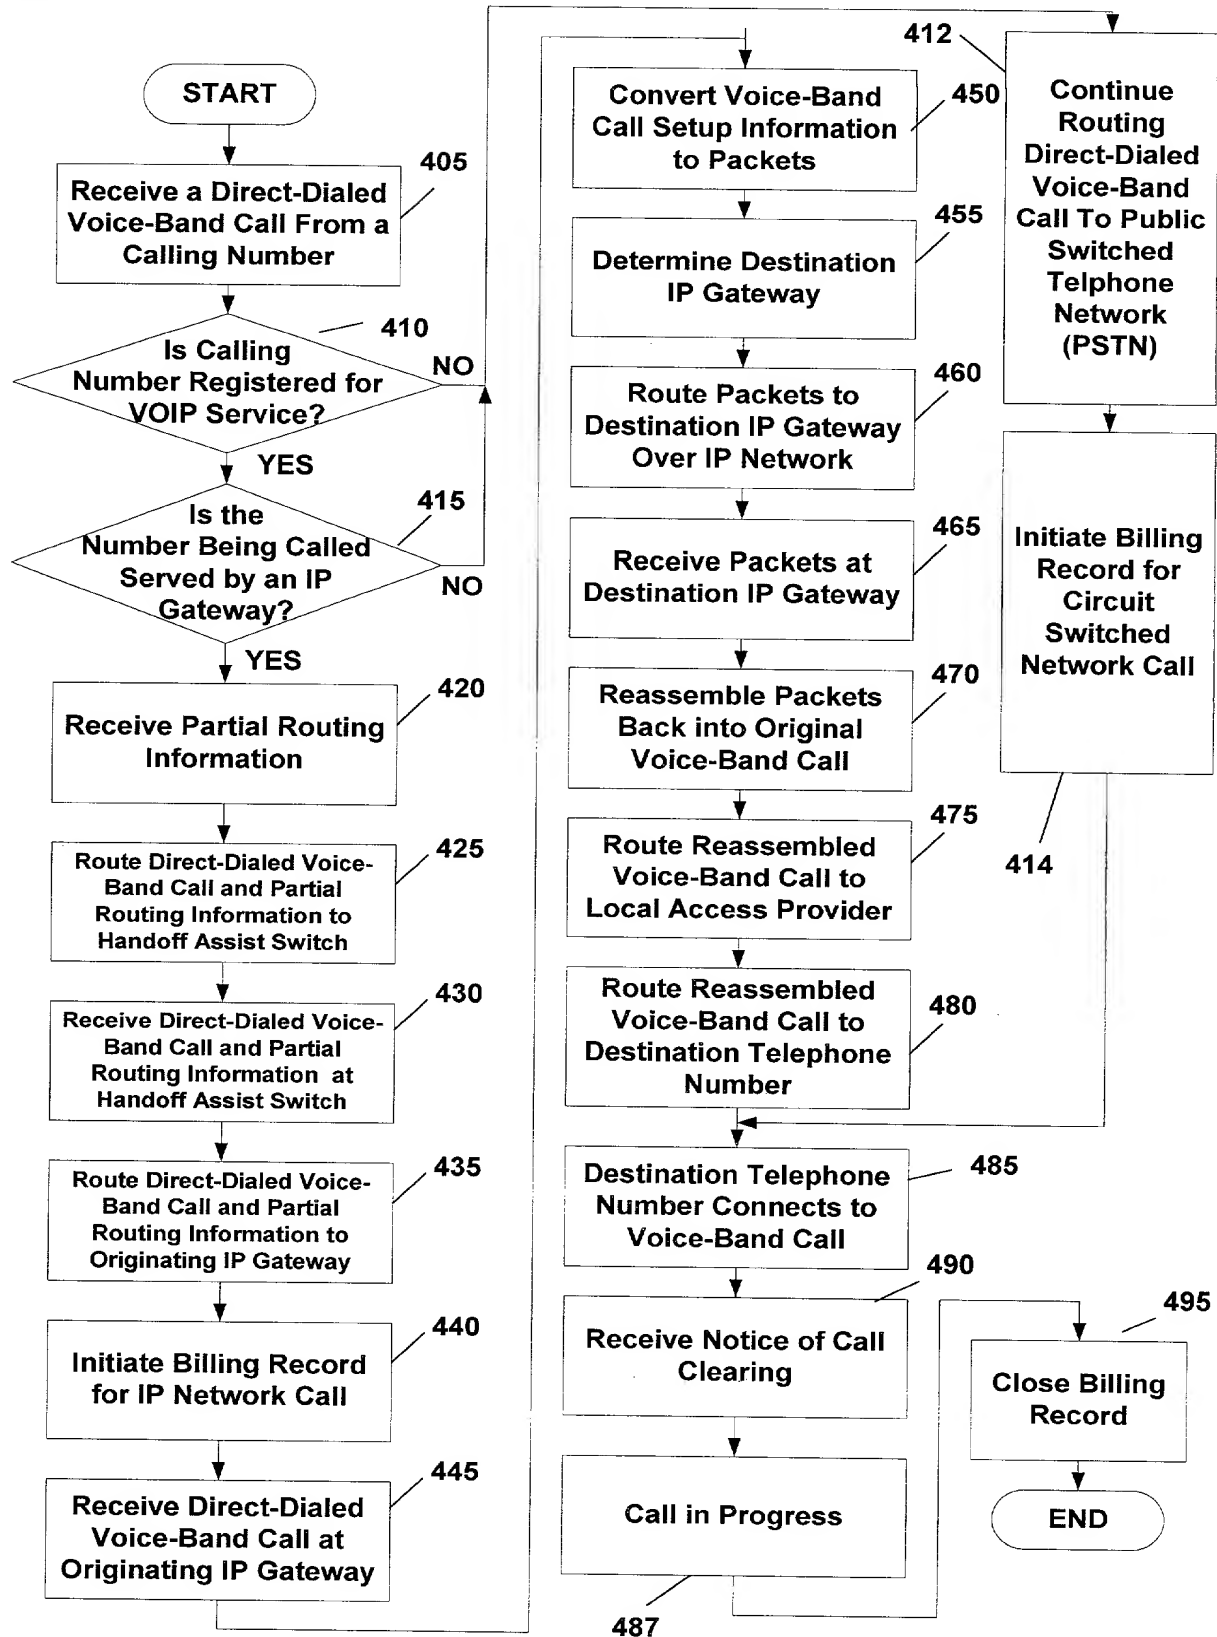 START
405
Receive a Direct-Dialed
Voice-Band Call From a
Calling Number
410
Is Calling
Number Registered for
VOIP Service?
NO
YES
415
Is the
Number Being Called
Served by an IP
Gateway?
NO
YES
420
Receive Partial Routing
Information
425
Route Direct-Dialed Voice-
Band Call and Partial
Routing Information to
Handoff Assist Switch
430
Receive Direct-Dialed Voice-
Band Call and Partial
Routing Information at
Handoff Assist Switch
435
Route Direct-Dialed Voice-
Band Call and Partial
Routing Information to
Originating IP Gateway
440
Initiate Billing Record
for IP Network Call
445
Receive Direct-Dialed
Voice-Band Call at
Originating IP Gateway
450
Convert Voice-Band
Call Setup Information
to Packets
455
Determine Destination
IP Gateway
460
Route Packets to
Destination IP Gateway
Over IP Network
465
Receive Packets at
Destination IP Gateway
470
Reassemble Packets
Back into Original
Voice-Band Call
475
Route Reassembled
Voice-Band Call to
Local Access Provider
480
Route Reassembled
Voice-Band Call to
Destination Telephone
Number
485
Destination Telephone
Number Connects to
Voice-Band Call
490
Receive Notice of Call
Clearing
Call in Progress
487
412
Continue
Routing
Direct-Dialed
Voice-Band
Call To Public
Switched
Telphone
Network
(PSTN)
Initiate Billing
Record for
Circuit
Switched
Network Call
414
495
Close Billing
Record
END